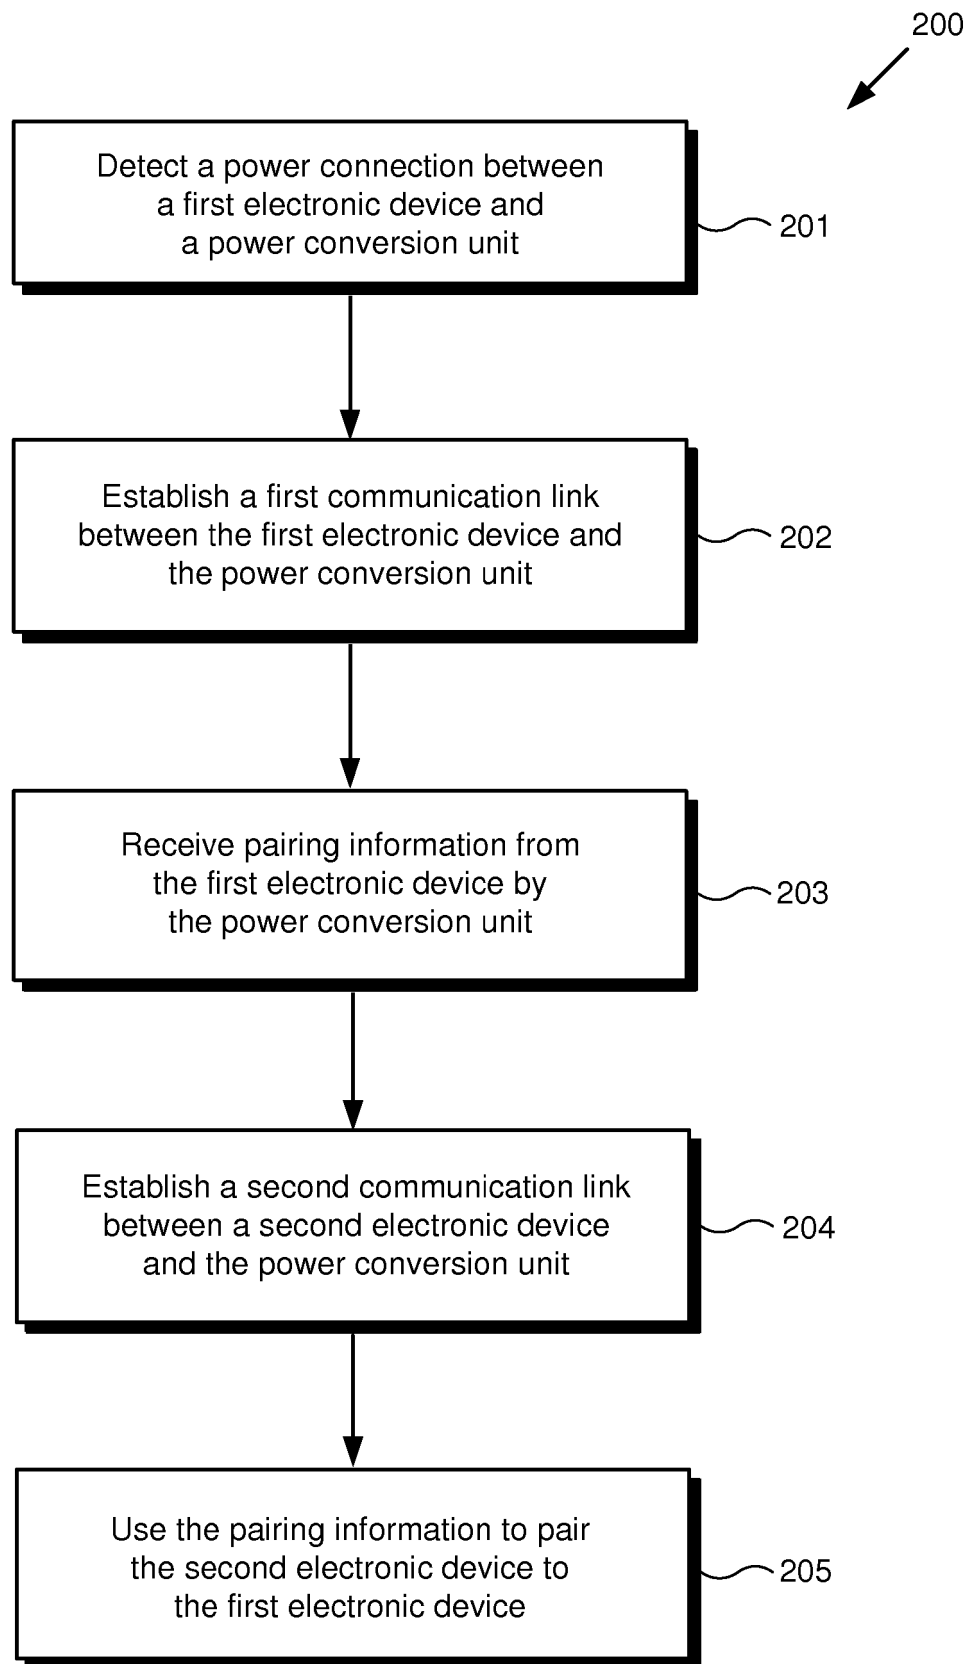 200
Detect a power connection between
a first electronic device and
a power conversion unit
201
Establish a first communication link
between the first electronic device and
the power conversion unit
202
Receive pairing information from
the first electronic device by
the power conversion unit
203
Establish a second communication link
between a second electronic device
and the power conversion unit
204
Use the pairing information to pair
the second electronic device to
the first electronic device
205